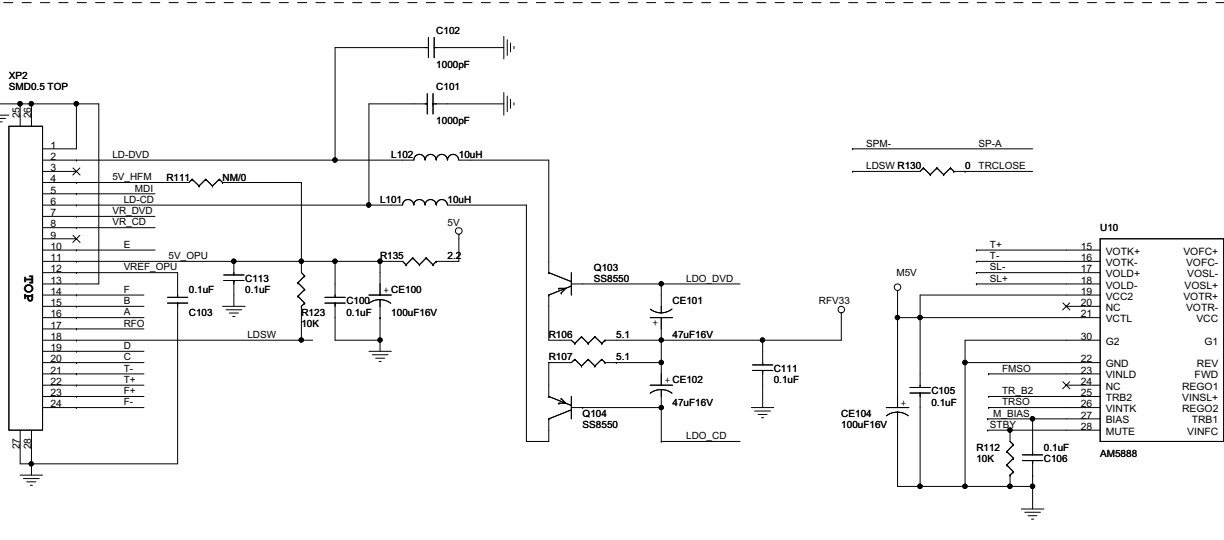 C102
1000pF
XP2
SMD0.5 TOP
C101
1000pF
25
26
TOP
1
2 LD-DVD
3
4 5V_HFM
5 MDI
6 LD-CD
7 VR_DVD
8 VR_CD
9
10 E
11 5V_OPU
12 VREF_OPU
13
14 F
15 B
16 A
17 RFO
18 LDSW
19 D
20 C
21 T-
22 T+
23 F+
24 F-
27
28
L102 10uH
R111 NM/0
L101 10uH
5V
R135 2.2
C113
0.1uF
0.1uF
C103
R123
10K
C100
0.1uF
+
CE100
100uF16V
Q103
SS8550
LDO_DVD
CE101
+
47uF16V
R106 5.1
R107 5.1
RFV33
C111
0.1uF
+
CE102
47uF16V
Q104
SS8550
LDO_CD
SPM- SP-A
LDSW R130 0 TRCLOSE
U10
M5V
T+ 15 VOTK+ VOFC+
T- 16 VOTK- VOFC-
SL- 17 VOLD+ VOSL-
SL+ 18 VOLD- VOSL+
19 VCC2 VOTR+
20 NC VOTR-
21 VCTL VCC
30 G2 G1
22 GND REV
FMSO 23 VINLD FWD
24 NC REGO1
TR_B2 25 TRB2 VINSL+
TRSO 26 VINTK REGO2
M_BIAS 27 BIAS TRB1
STBY 28 MUTE VINFC
AM5888
C105
0.1uF
+
CE104
100uF16V
R112
10K
0.1uF
C106